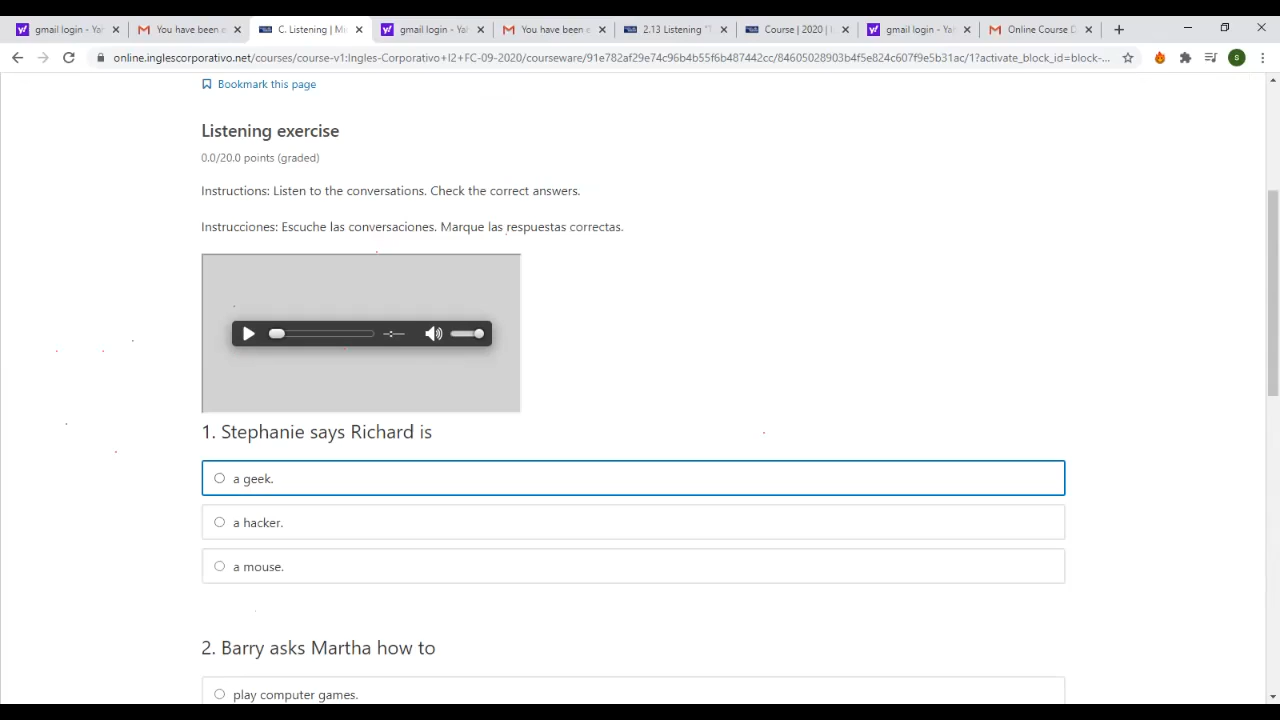 gmail login - Ya
You have been e
C. Listening | M
gmail login - Ya
You have been e
2.13 Listening "T
Course | 2020 |
gmail login - Ya
Online Course D
online.inglescorporativo.net/courses/course-v1:Ingles-Corporativo+I2+FC-09-2020/courseware/91e782af29e74c96b4b55f6b487442cc/84605028903b4f5e824c607f9e5b31ac/1?activate_block_id=block-...
S
Bookmark this page
Listening exercise
0.0/20.0 points (graded)
Instructions: Listen to the conversations. Check the correct answers.
Instrucciones: Escuche las conversaciones. Marque las respuestas correctas.
1. Stephanie says Richard is
a geek.
a hacker.
a mouse.
2. Barry asks Martha how to
play computer games.